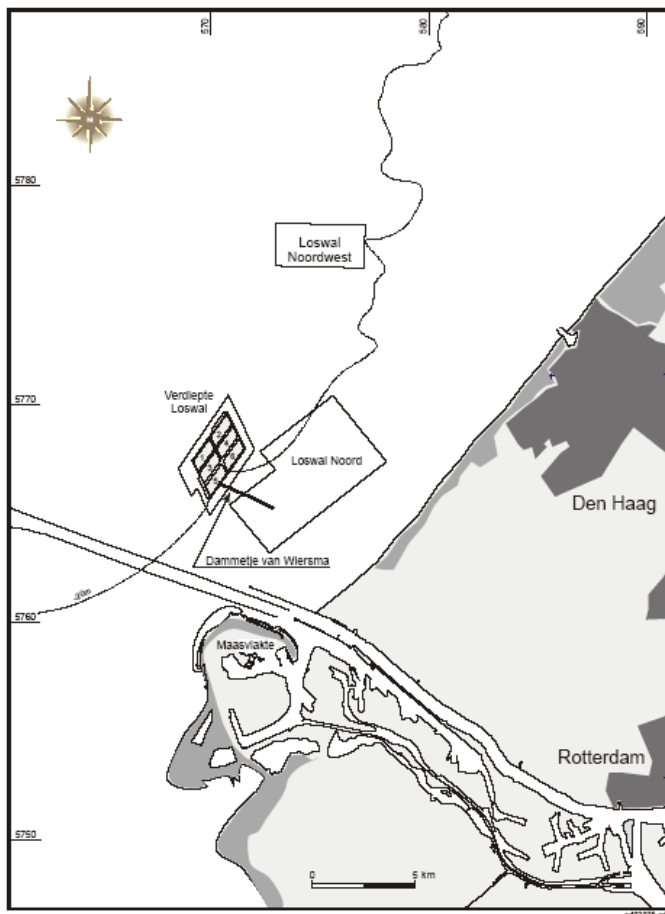 570
580
590
N
5780
Loswal
Noordwest
5770
Verdiepte
Loswal
Loswal Noord
Den Haag
Dammetje van Wiersma
-20m
5760
Maasvlakte
Rotterdam
5750
0
5 km